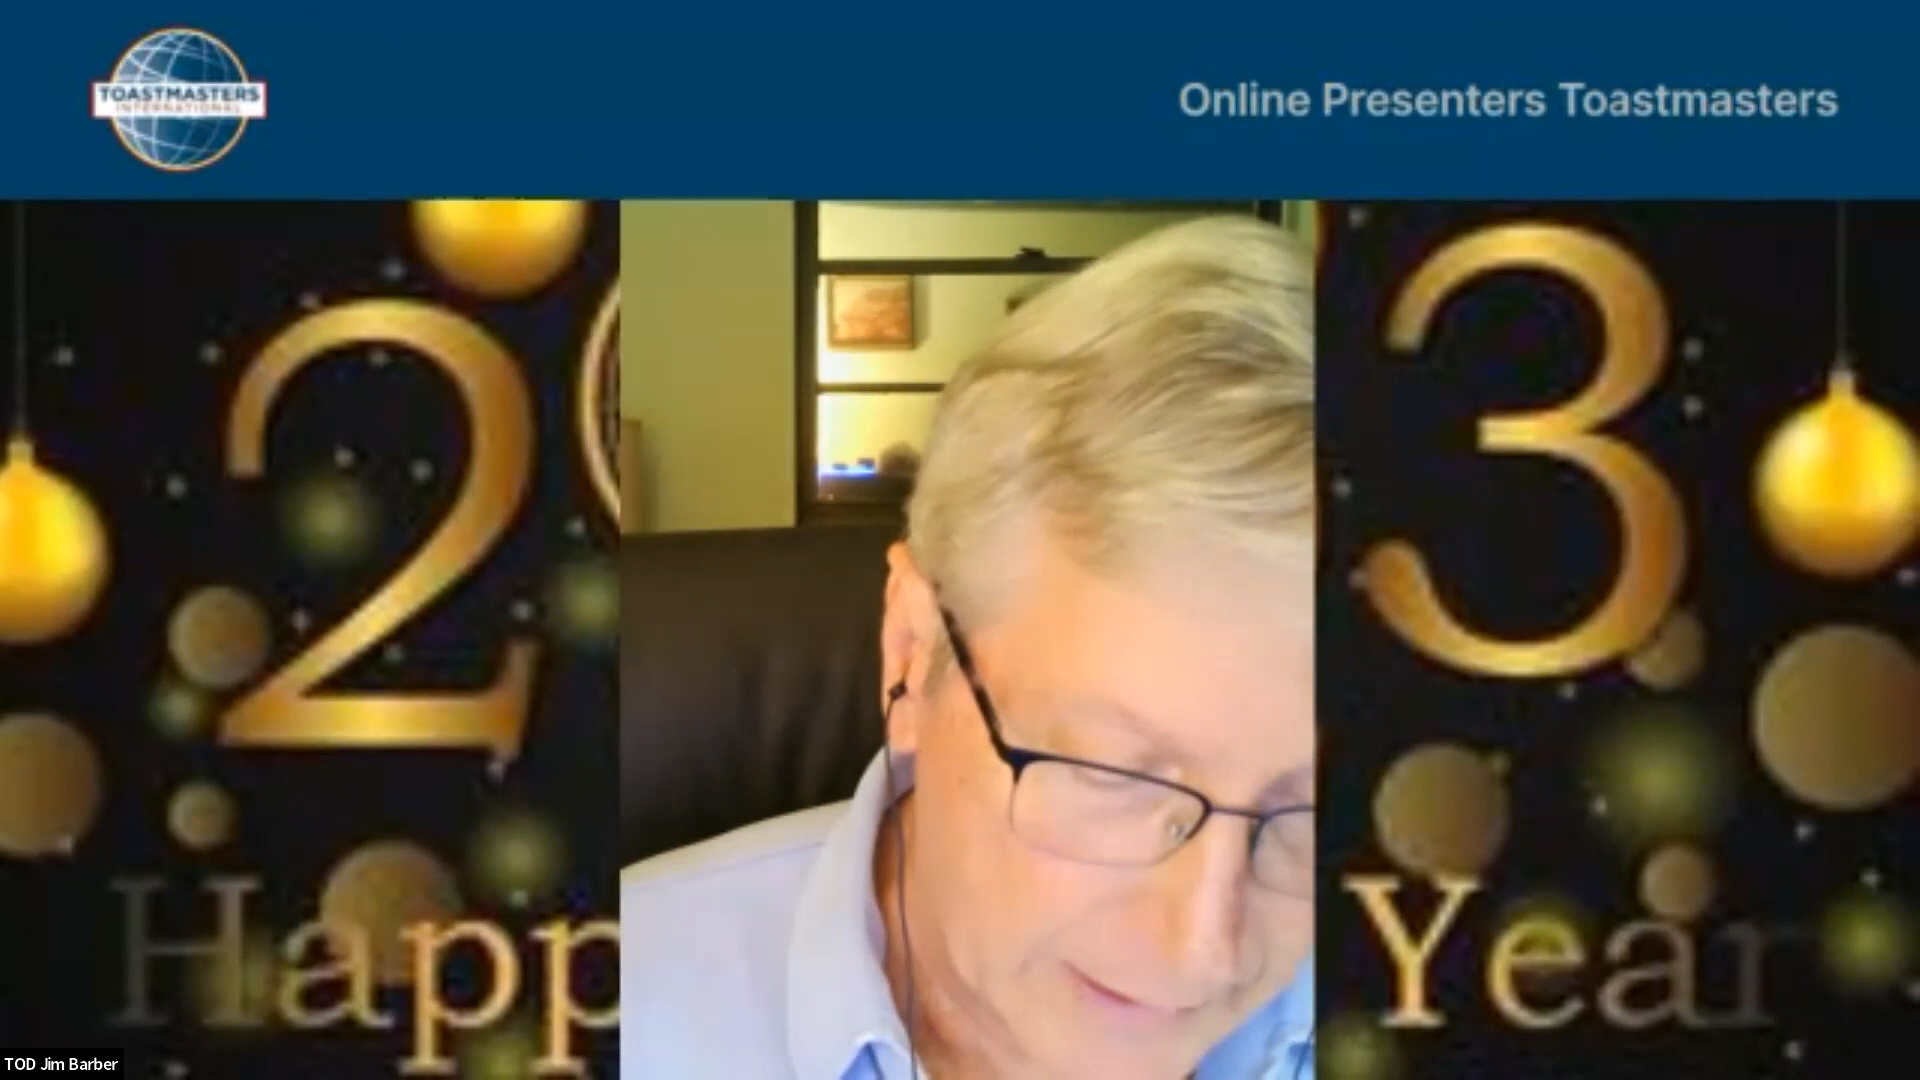 TOASTMASTERS
INTERNATIONAL
Online Presenters Toastmasters
2 3
Happ Year
TOD Jim Barber